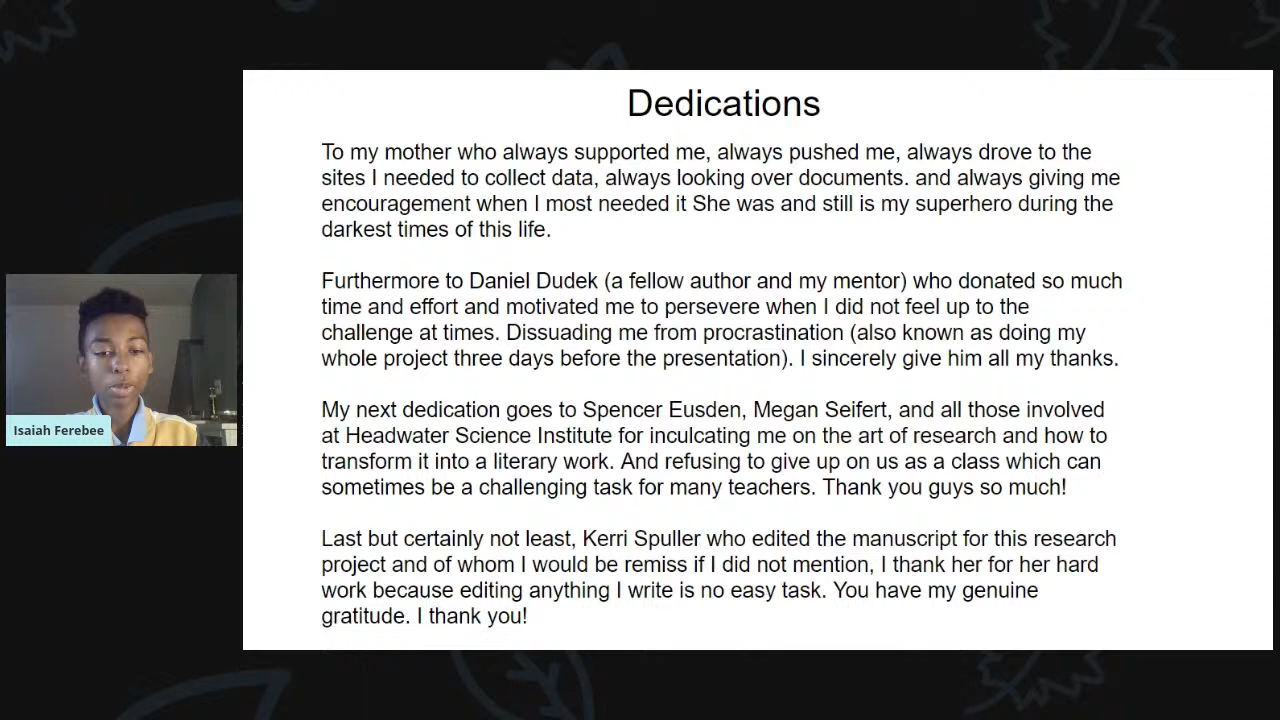 Dedications
To my mother who always supported me, always pushed me, always drove to the
sites I needed to collect data, always looking over documents. and always giving me
encouragement when I most needed it She was and still is my superhero during the
darkest times of this life.
Furthermore to Daniel Dudek (a fellow author and my mentor) who donated so much
time and effort and motivated me to persevere when I did not feel up to the
challenge at times. Dissuading me from procrastination (also known as doing my
whole project three days before the presentation). I sincerely give him all my thanks.
My next dedication goes to Spencer Eusden, Megan Seifert, and all those involved
at Headwater Science Institute for inculcating me on the art of research and how to
transform it into a literary work. And refusing to give up on us as a class which can
sometimes be a challenging task for many teachers. Thank you guys so much!
Last but certainly not least, Kerri Spuller who edited the manuscript for this research
project and of whom I would be remiss if I did not mention, I thank her for her hard
work because editing anything I write is no easy task. You have my genuine
gratitude. I thank you!
Isaiah Ferebee